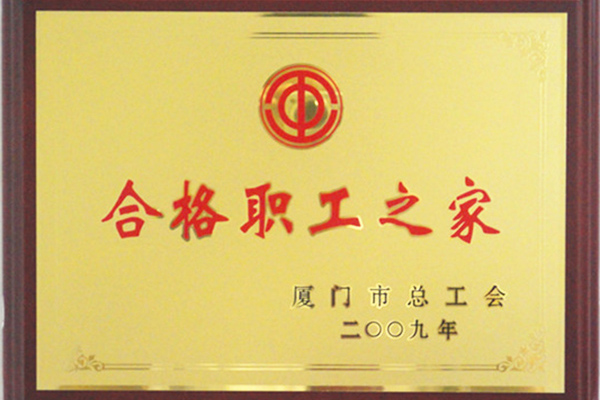 合格职工之家
厦门市总工会
二〇〇九年